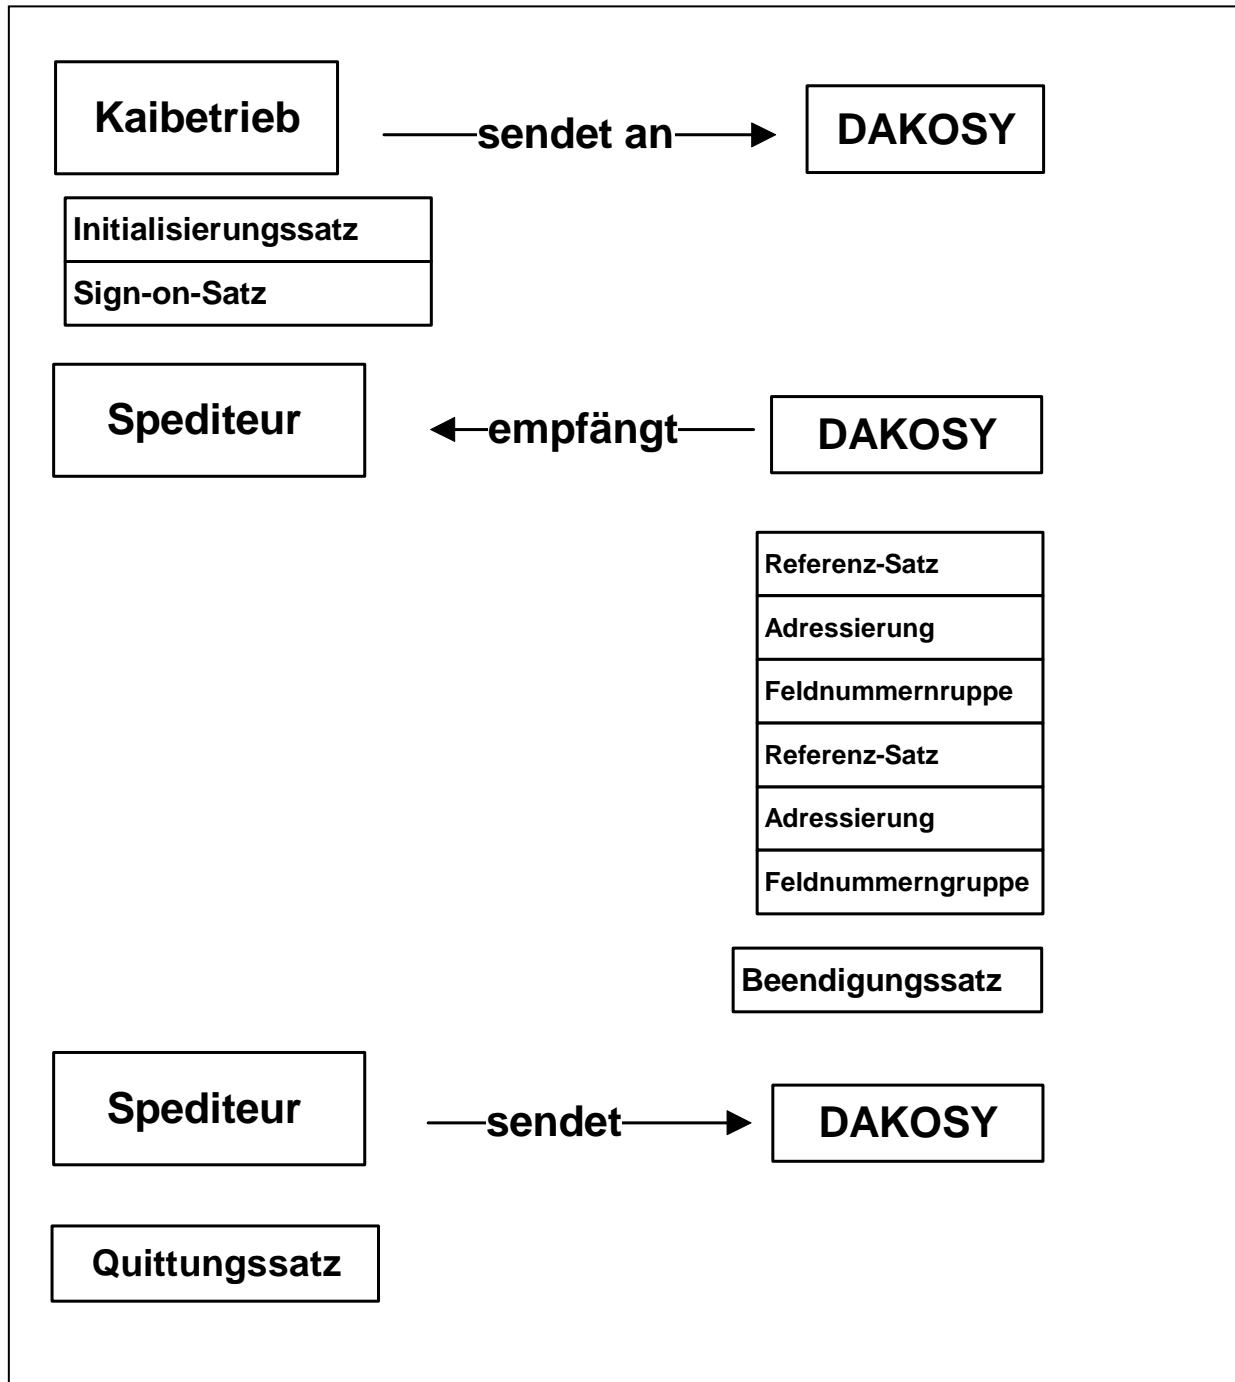 Kaibetrieb
sendet an
DAKOSY
Initialisierungssatz
Sign-on-Satz
Spediteur
empfängt
DAKOSY
Referenz-Satz
Adressierung
Feldnummernruppe
Referenz-Satz
Adressierung
Feldnummerngruppe
Beendigungssatz
Spediteur
sendet
DAKOSY
Quittungssatz